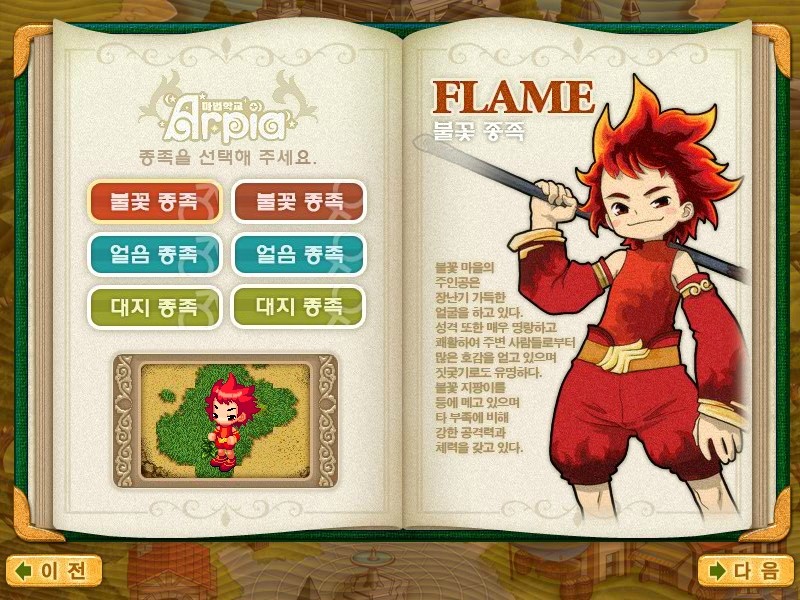 마법학교
Arpia
종족을 선택해 주세요.
불꽃 종족
불꽃 종족
얼음 종족
얼음 종족
대지 종족
대지 종족
FLAME
불꽃 종족
불꽃 마을의
주인공은
장난기 가득한
얼굴을 하고 있다.
성격 또한 매우 명랑하고
쾌활하여 주변 사람들로부터
많은 호감을 얻고 있으며
짓궂기로도 유명하다.
불꽃 지팡이를
등에 메고 있으며
타 부족에 비해
강한 공격력과
체력을 갖고 있다.
이 전
다 음